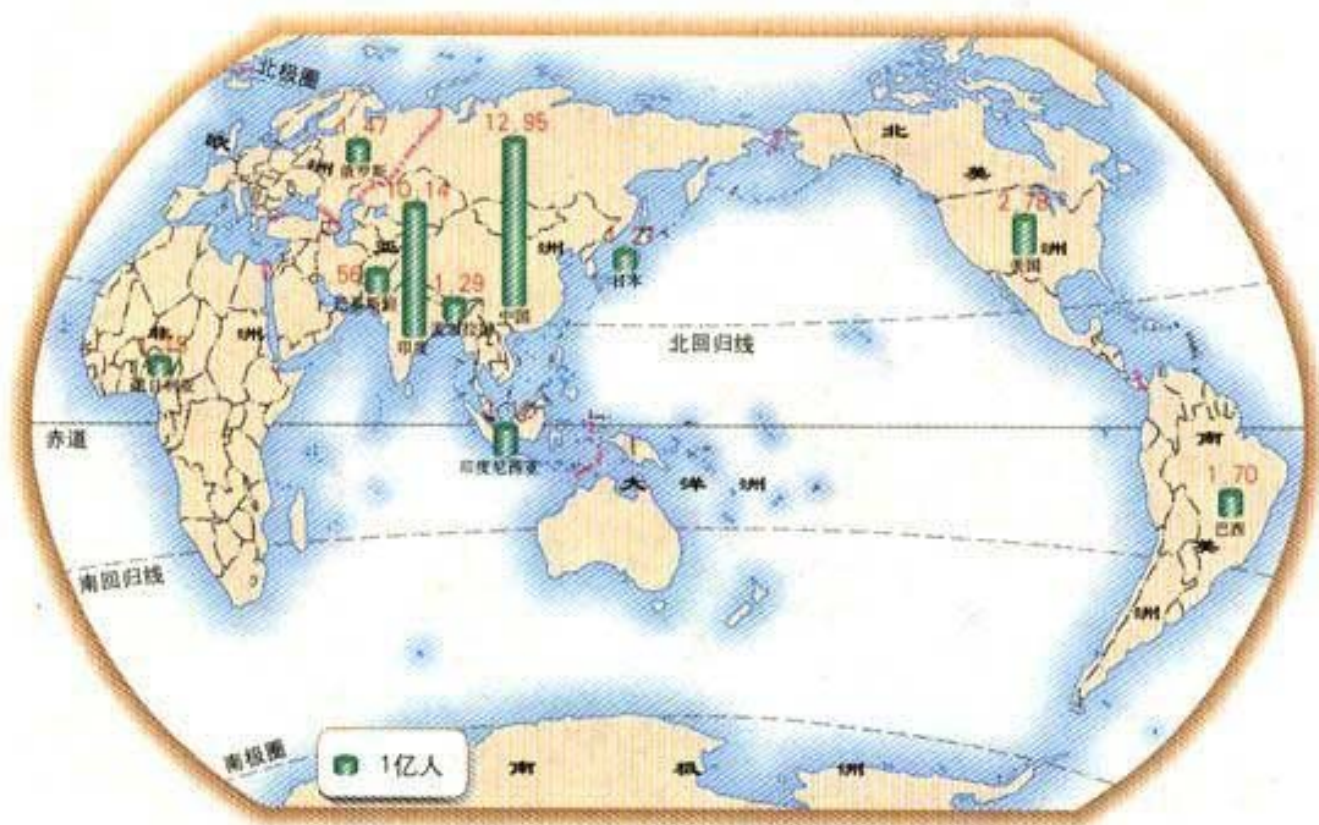 北极圈
欧 洲
1.47
俄罗斯
12.95
中国
北 美 洲
2.78
美国
10.14
印度
亚 洲
日本
56
巴基斯坦
1.29
孟加拉国
非 洲
尼日利亚
北回归线
赤道
印度尼西亚
大 洋 洲
南 美 洲
1.70
巴西
南回归线
南极圈
1亿人
南 极 洲